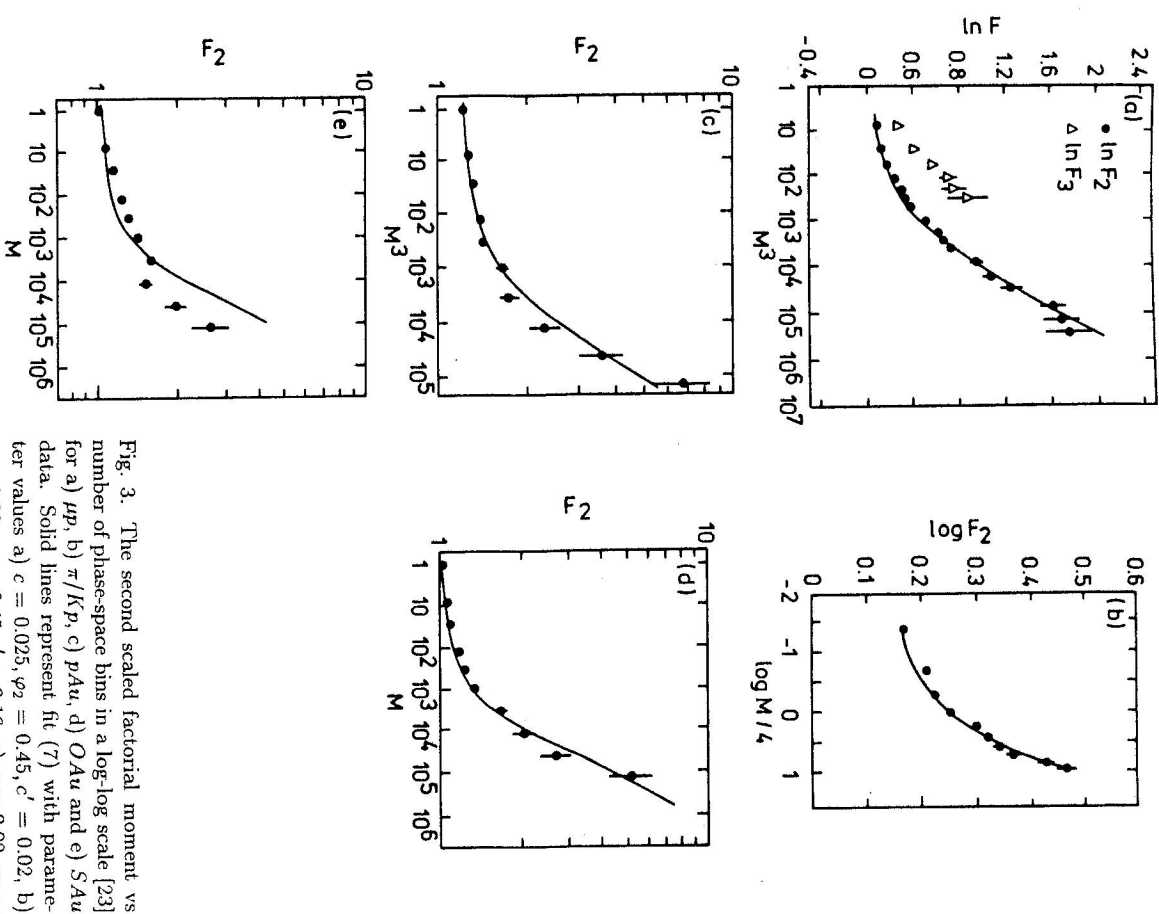 (a)
• ln F₂
△ ln F₃
ln F
2.4
2
1.6
1.2
0.8
0.6
0
-0.4
1 10 10² 10³ 10⁴ 10⁵ 10⁶ 10⁷
M³
(b)
log F₂
0.6
0.5
0.4
0.3
0.2
0.1
0
-2 -1 0 1
log M/4
(c)
F₂
10
1
1 10 10² 10³ 10⁴ 10⁵
M³
(d)
F₂
10
1
1 10 10² 10³ 10⁴ 10⁵ 10⁶
M
(e)
F₂
10
1
1 10 10² 10³ 10⁴ 10⁵ 10⁶
M
Fig. 3. The second scaled factorial moment vs
number of phase-space bins in a log-log scale [23]
for a) μp, b) π/Kp, c) pAu, d) OAu and e) SAu
data. Solid lines represent fit (7) with parame-
ter values a) c = 0.025, φ₂ = 0.45, c′ = 0.02, b)